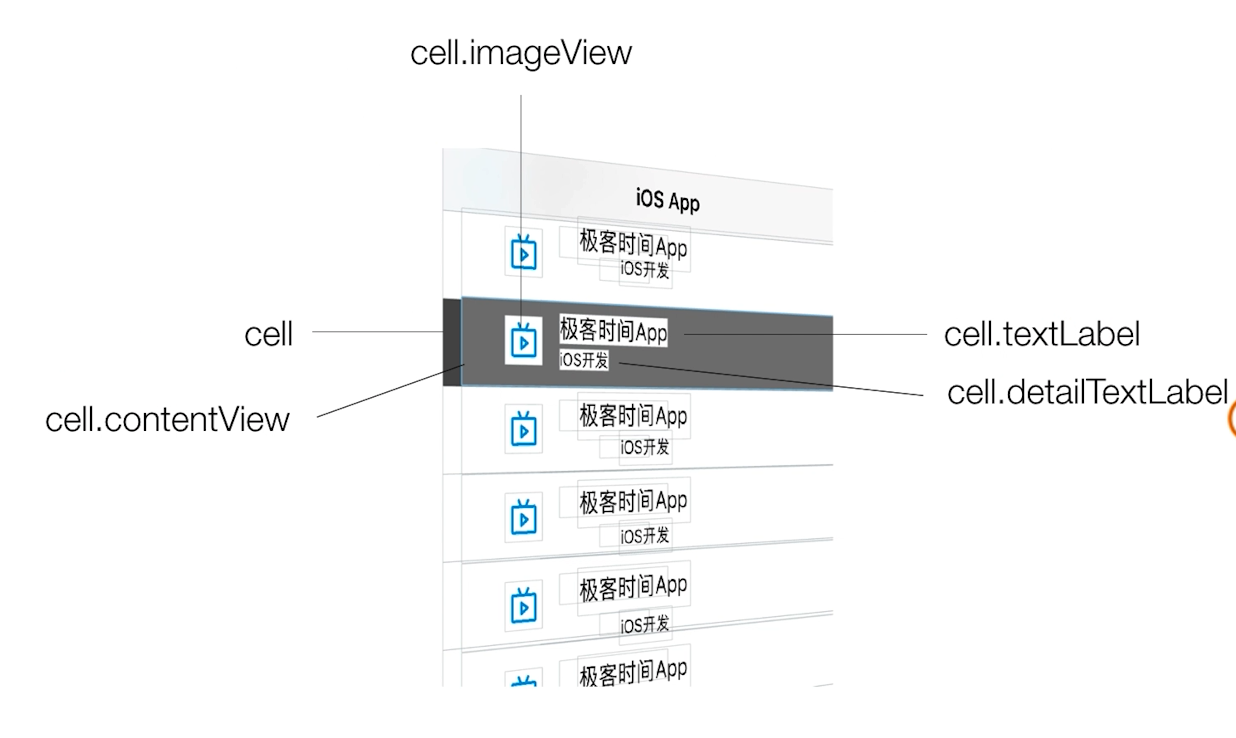 cell.imageView
iOS App
极客时间App
iOS开发
cell
极客时间App
cell.textLabel
iOS开发
cell.detailTextLabel
cell.contentView
极客时间App
iOS开发
极客时间App
iOS开发
极客时间App
iOS开发
极客时间App